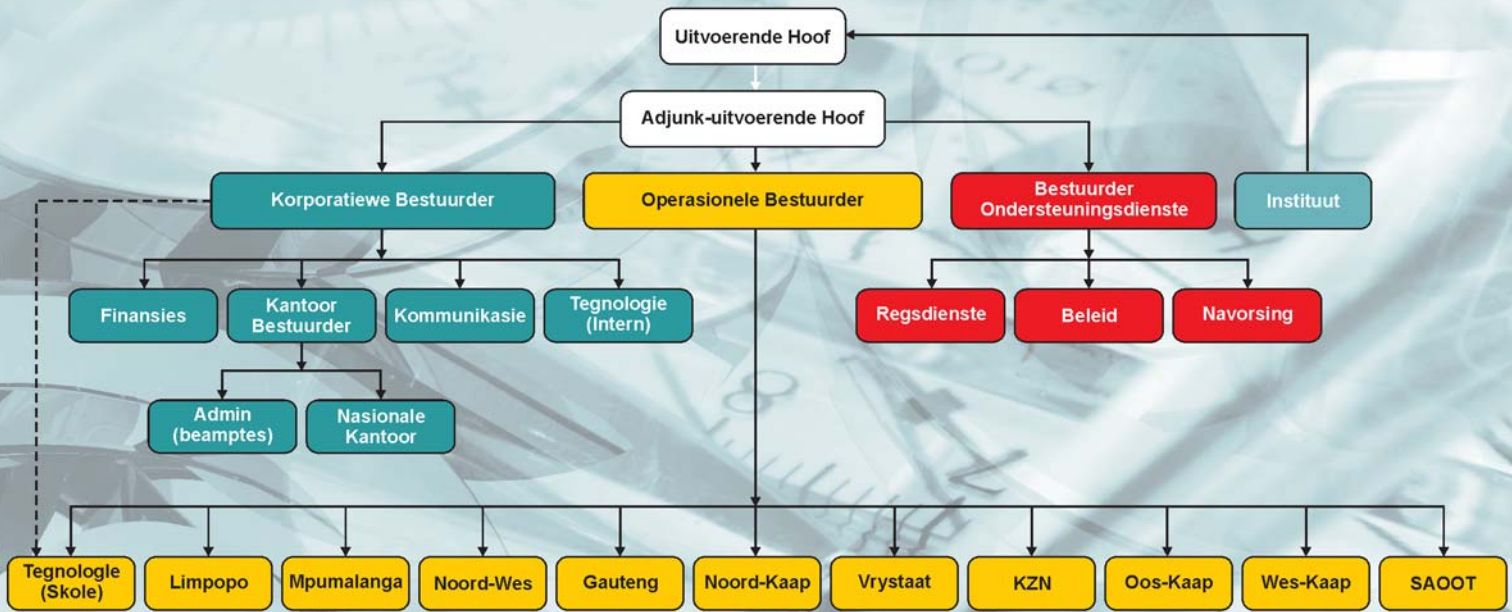 Uitvoerende Hoof
Adjunk-uitvoerende Hoof
Korporatiewe Bestuurder
Operasionele Bestuurder
Bestuurder
Ondersteuningsdienste
Instituut
Finansies
Kantoor
Bestuurder
Kommunikasie
Tegnologie
(Intern)
Regsdienste
Beleid
Navorsing
Admin
(beamptes)
Nasionale
Kantoor
Tegnologle
(Skole)
Limpopo
Mpumalanga
Noord-Wes
Gauteng
Noord-Kaap
Vrystaat
KZN
Oos-Kaap
Wes-Kaap
SAOOT